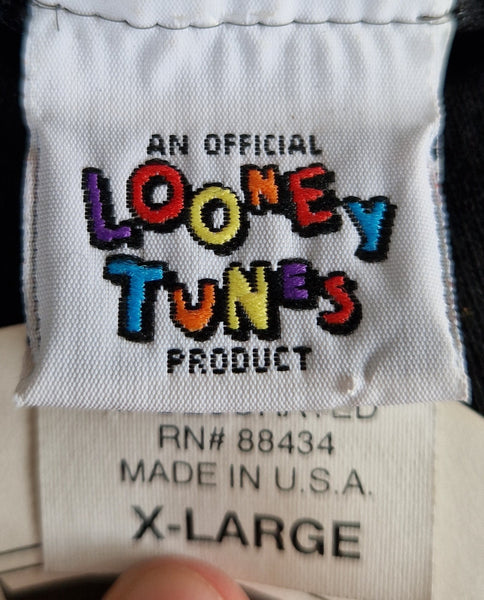 AN OFFICIAL
LOONEY
TUNES
PRODUCT
RN# 88434
MADE IN U.S.A.
X-LARGE